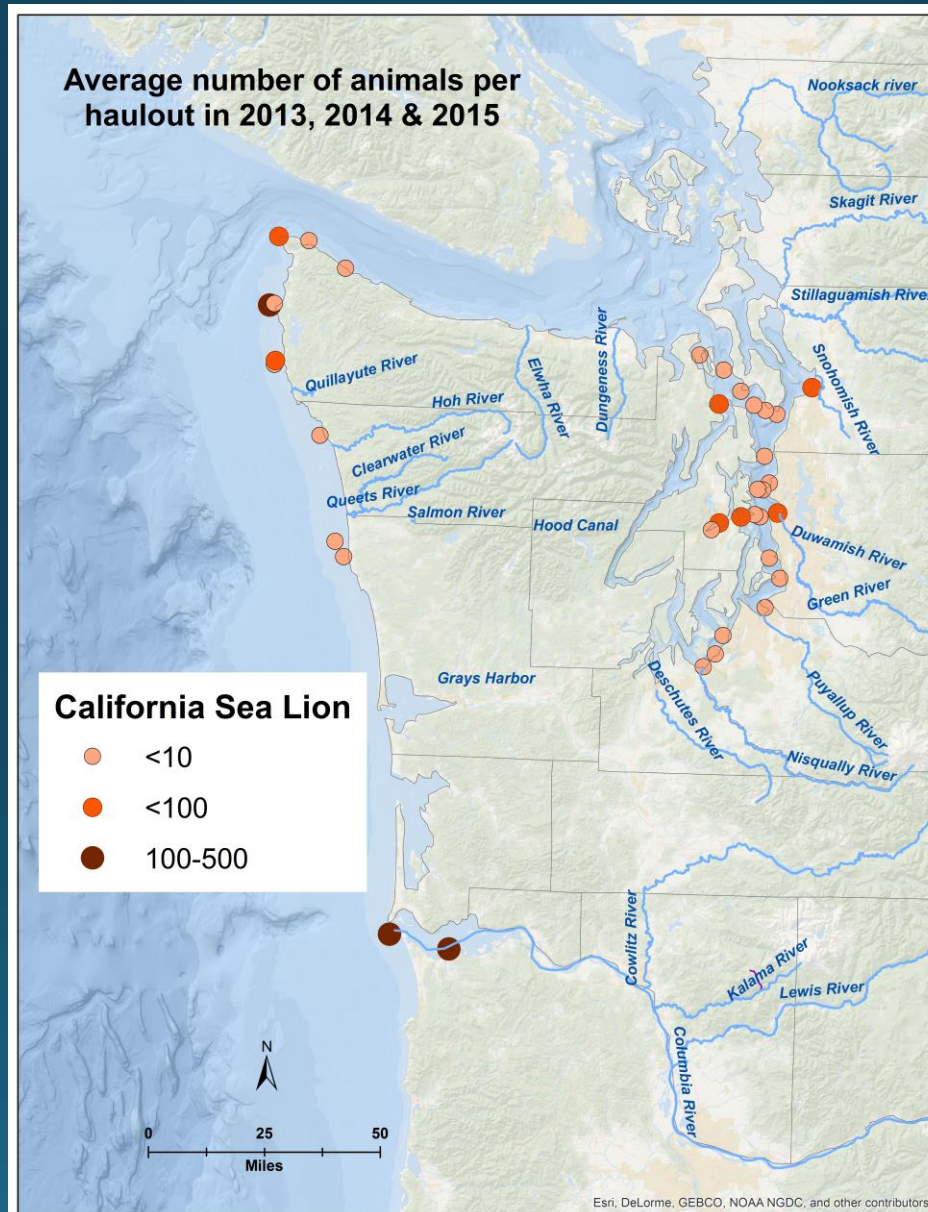 Average number of animals per
haulout in 2013, 2014 & 2015
Nooksack river
Skagit River
Stillaguamish River
Snohomish River
Quillayute River
Hoh River
Elwha River
Dungeness River
Clearwater River
Queets River
Salmon River
Hood Canal
Duwamish River
Green River
Grays Harbor
Deschutes River
Puyallup River
Nisqually River
California Sea Lion
<10
<100
100-500
Cowlitz River
Kalama River
Lewis River
Columbia River
N
0 25 50
Miles
Esri, DeLorme, GEBCO, NOAA NGDC, and other contributors